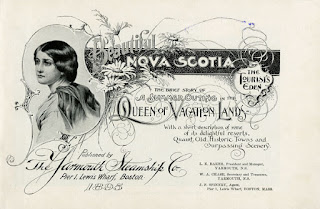 Beautiful
NOVA SCOTIA
THE
TOURIST'S
EDEN
THE BRIEF STORY OF
A SUMMER OUTING IN THE
QUEEN OF VACATION LANDS
With a short description of some
of its delightful resorts,
Quaint Old Historic Towns and
Surpassing Scenery
Published by
The Yarmouth Steamship Co.
Pier 1, Lewis Wharf, Boston
1895
L. E. BAKER, President and Manager,
YARMOUTH, N.S.
W. A. CHASE, Secretary and Treasurer,
YARMOUTH, N.S.
J. F. SPINNEY, Agent,
Pier 1, Lewis Wharf, BOSTON, MASS.